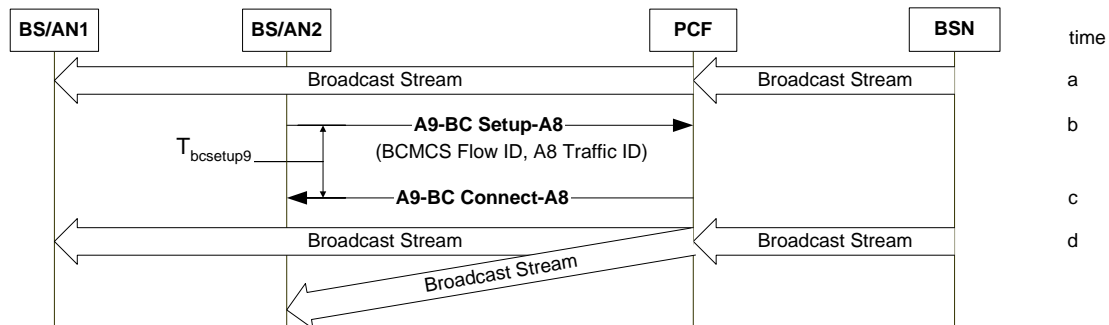 BS/AN1
BS/AN2
PCF
BSN
time
Broadcast Stream
Broadcast Stream
a
A9-BC Setup-A8
b
(BCMCS Flow ID, A8 Traffic ID)
Tbcsetup9
A9-BC Connect-A8
c
Broadcast Stream
Broadcast Stream
d
Broadcast Stream